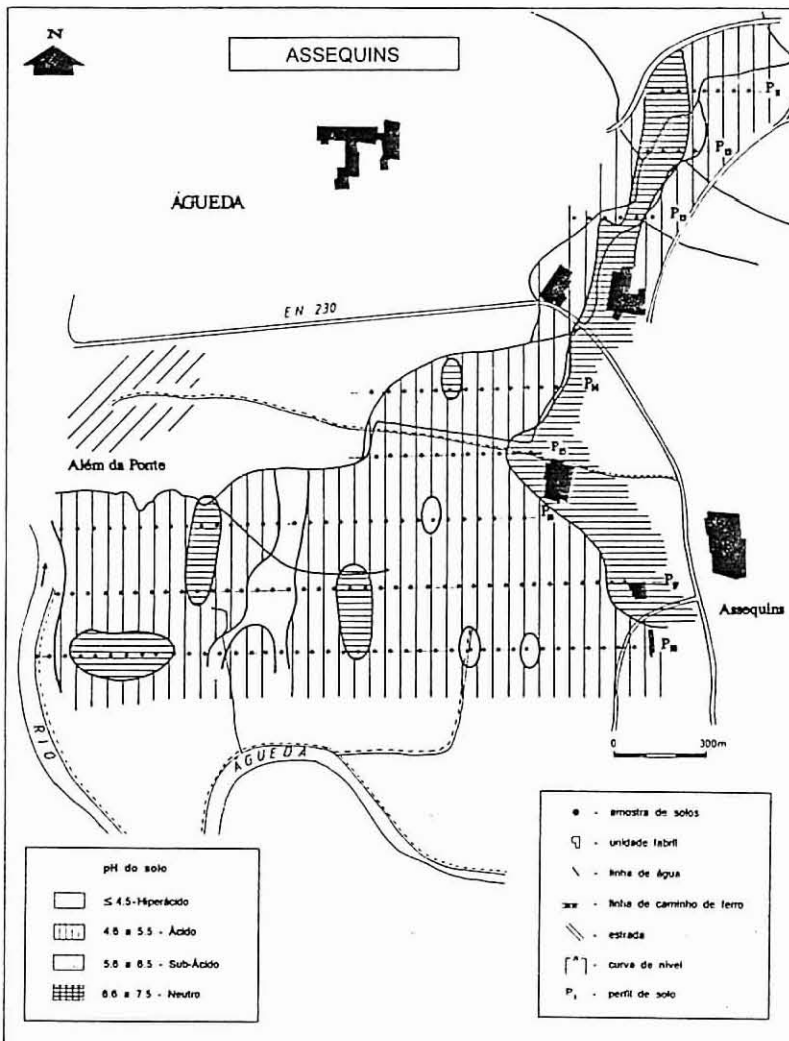 N
ASSEQUINS
ÁGUEDA
EN 230
Além da Ponte
Assequins
RIO
ÁGUEDA
P₁₄
0 300m
pH do solo
≤ 4.5-Hiperácido
4.6 a 5.5 - Ácido
5.6 a 6.5 - Sub-Ácido
6.6 a 7.5 - Neutro
• - amostra de solos
- unidade fabril
- linha de água
- linha de caminho de ferro
- estrada
- curva de nível
P - perfil de solo